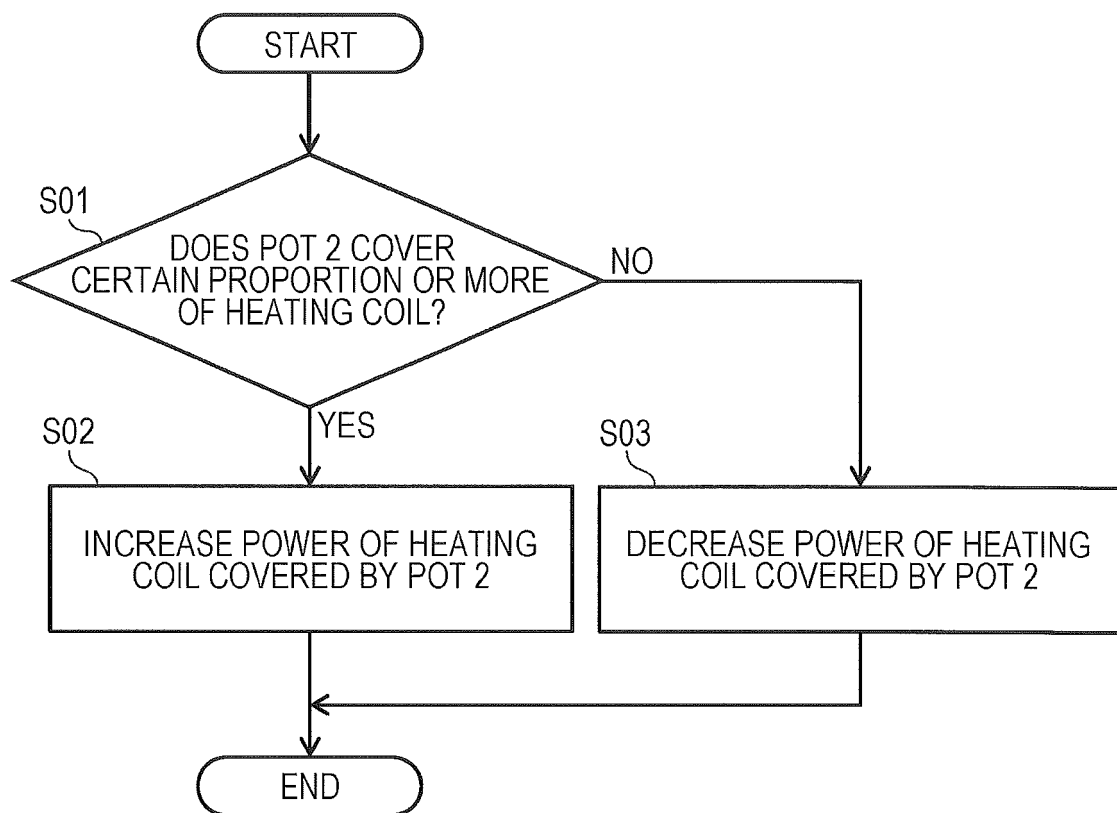 START
S01
DOES POT 2 COVER
CERTAIN PROPORTION OR MORE
OF HEATING COIL?
NO
YES
S02
INCREASE POWER OF HEATING
COIL COVERED BY POT 2
S03
DECREASE POWER OF HEATING
COIL COVERED BY POT 2
END